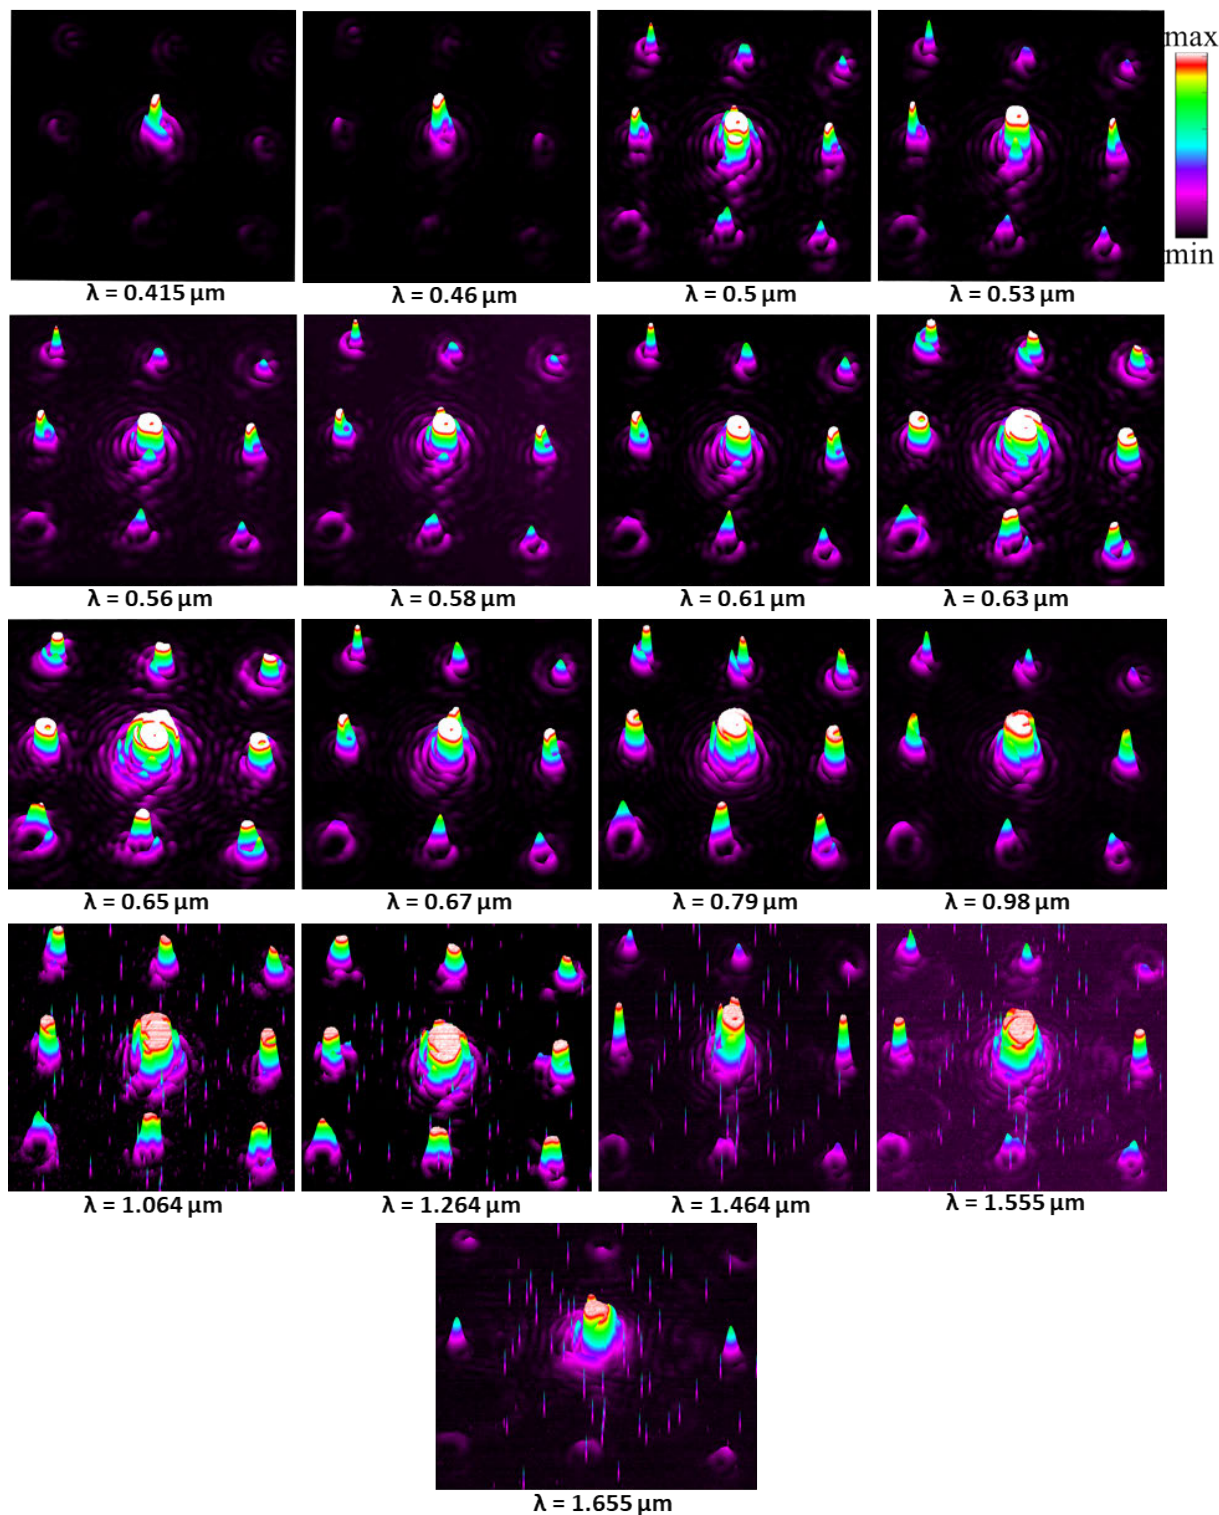 max
min
λ = 0.415 µm
λ = 0.46 µm
λ = 0.5 µm
λ = 0.53 µm
λ = 0.56 µm
λ = 0.58 µm
λ = 0.61 µm
λ = 0.63 µm
λ = 0.65 µm
λ = 0.67 µm
λ = 0.79 µm
λ = 0.98 µm
λ = 1.064 µm
λ = 1.264 µm
λ = 1.464 µm
λ = 1.555 µm
λ = 1.655 µm